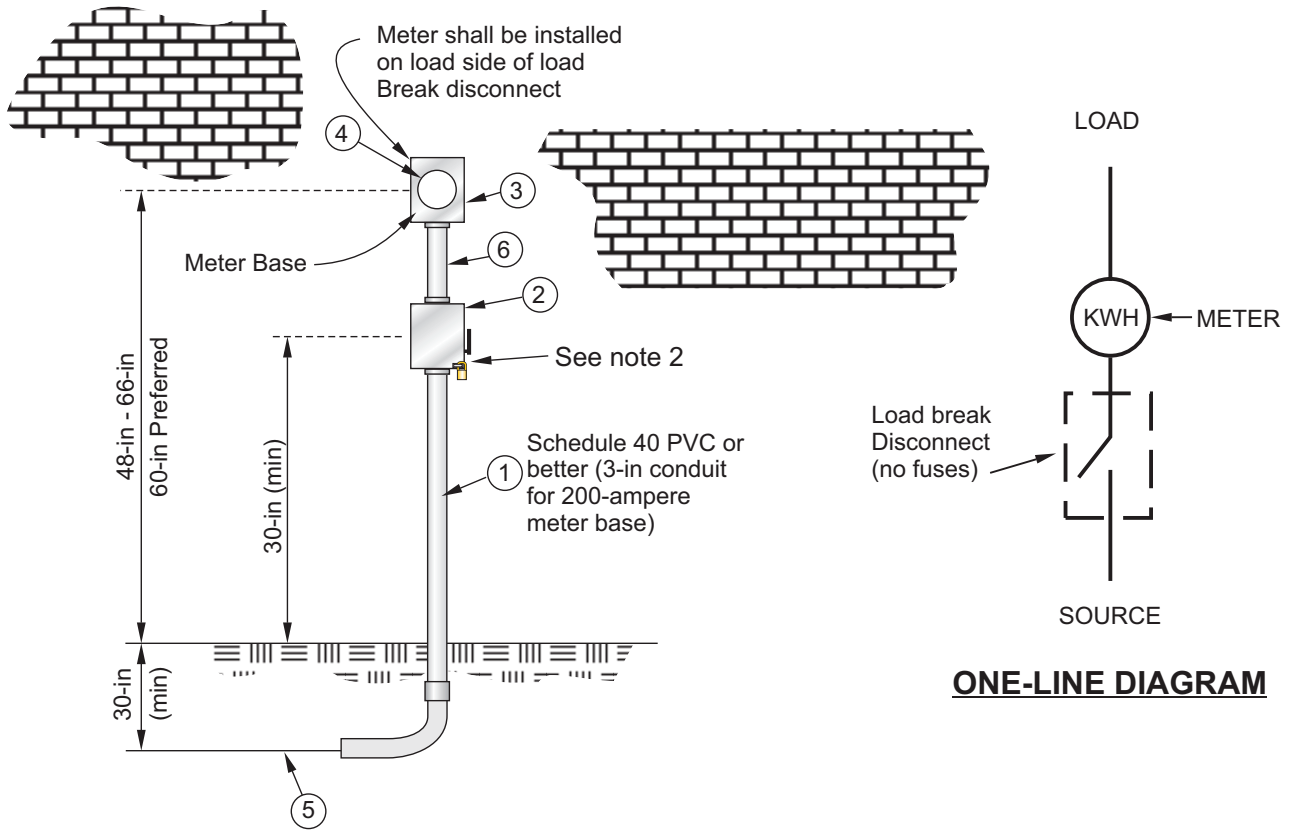 Meter shall be installed
on load side of load
Break disconnect
4
3
Meter Base
6
2
See note 2
48-in - 66-in
60-in Preferred
30-in (min)
1
Schedule 40 PVC or
better (3-in conduit
for 200-ampere
meter base)
30-in
(min)
5
LOAD
KWH
METER
Load break
Disconnect
(no fuses)
SOURCE
ONE-LINE DIAGRAM